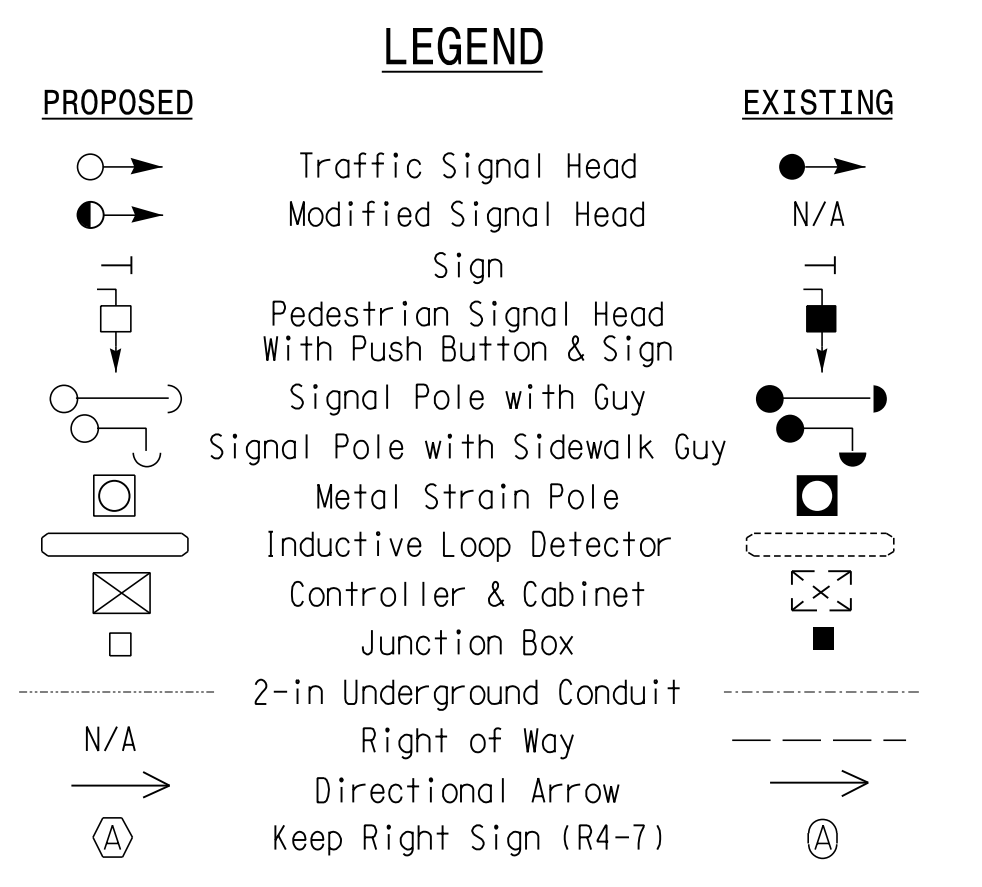 LEGEND
PROPOSED EXISTING
Traffic Signal Head
Modified Signal Head N/A
Sign
Pedestrian Signal Head
With Push Button & Sign
Signal Pole with Guy
Signal Pole with Sidewalk Guy
Metal Strain Pole
Inductive Loop Detector
Controller & Cabinet
Junction Box
2-in Underground Conduit
N/A Right of Way
Directional Arrow
A Keep Right Sign (R4-7) A